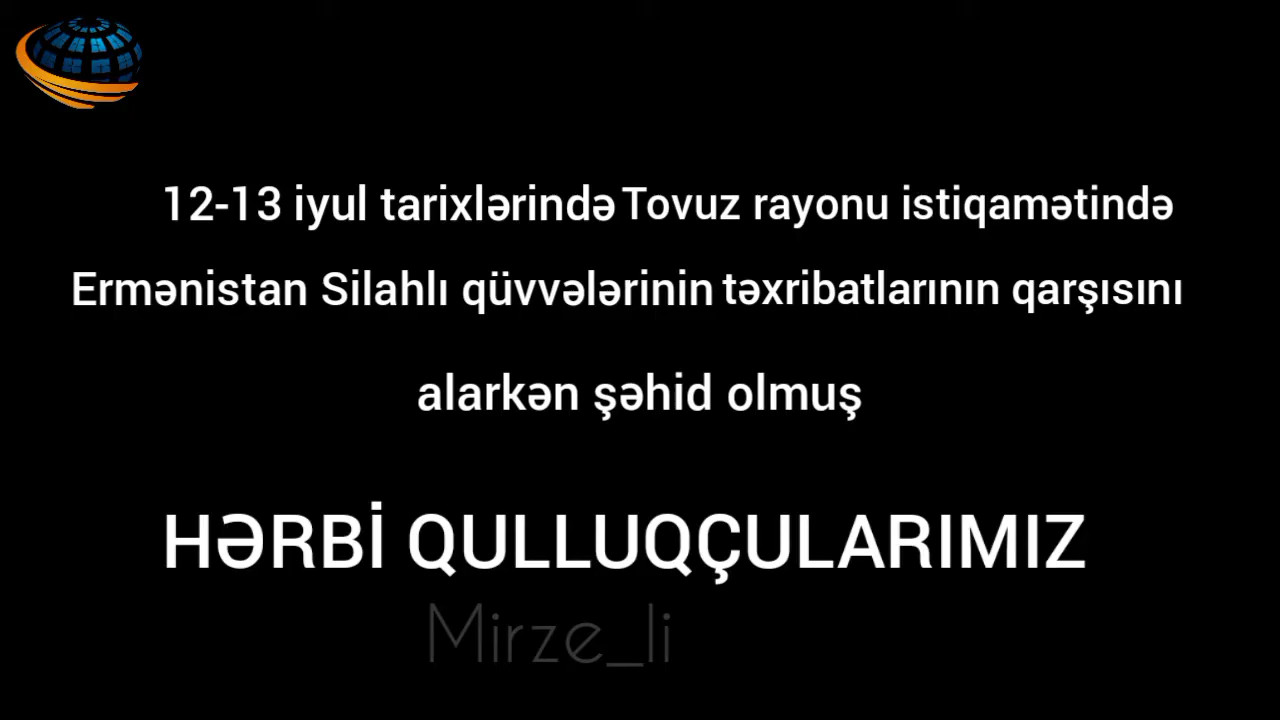 12-13 iyul tarixlərində Tovuz rayonu istiqamətində
Ermənistan Silahlı qüvvələrinin təxribatlarının qarşısını
alarkən şəhid olmuş
HƏRBİ QULLUQÇULARIMIZ
Mirze_li